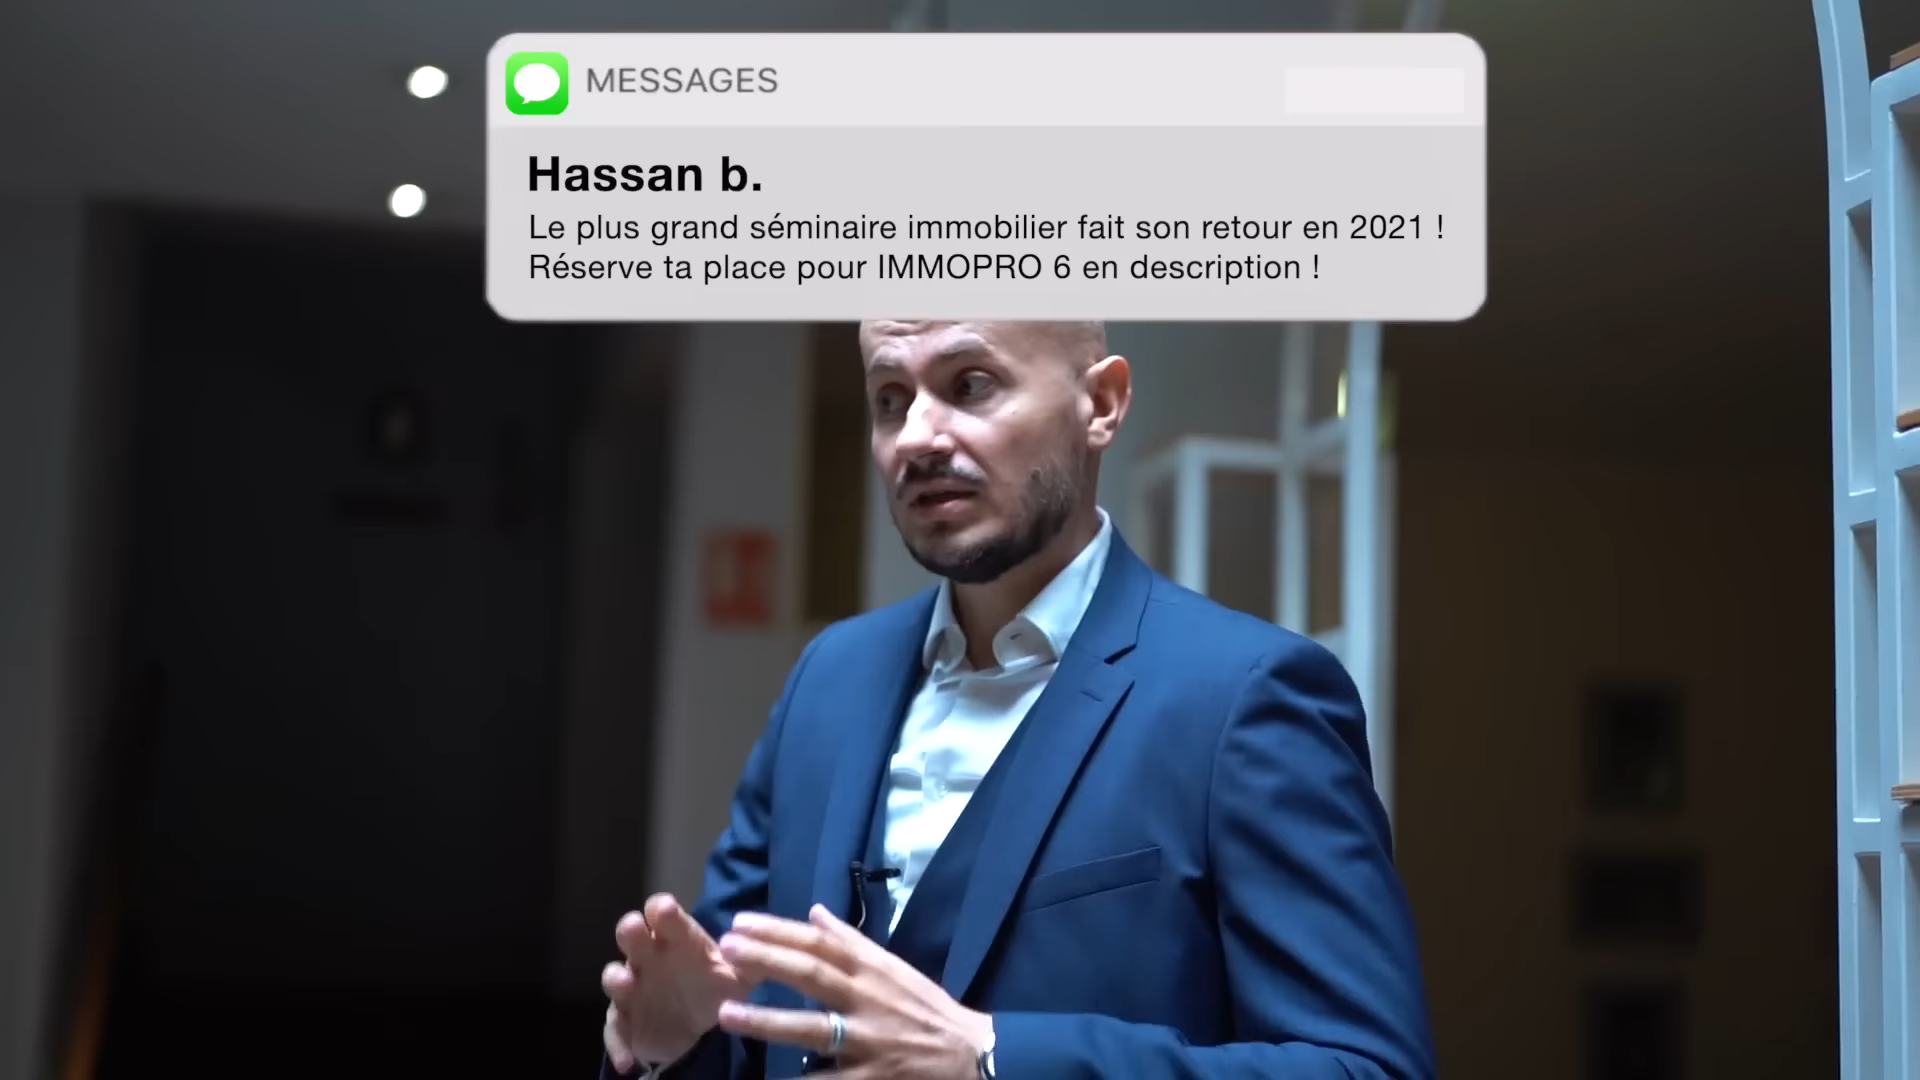 MESSAGES
Hassan b.
Le plus grand séminaire immobilier fait son retour en 2021 !
Réserve ta place pour IMMOPRO 6 en description !